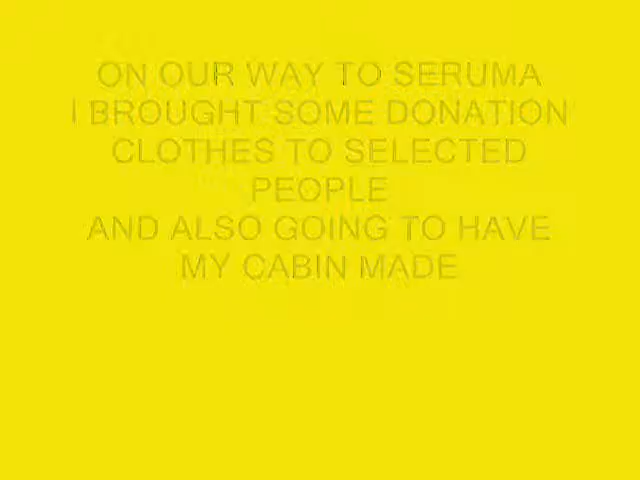 ON OUR WAY TO SERUMA
I BROUGHT SOME DONATION
CLOTHES TO SELECTED
PEOPLE
AND ALSO GOING TO HAVE
MY CABIN MADE